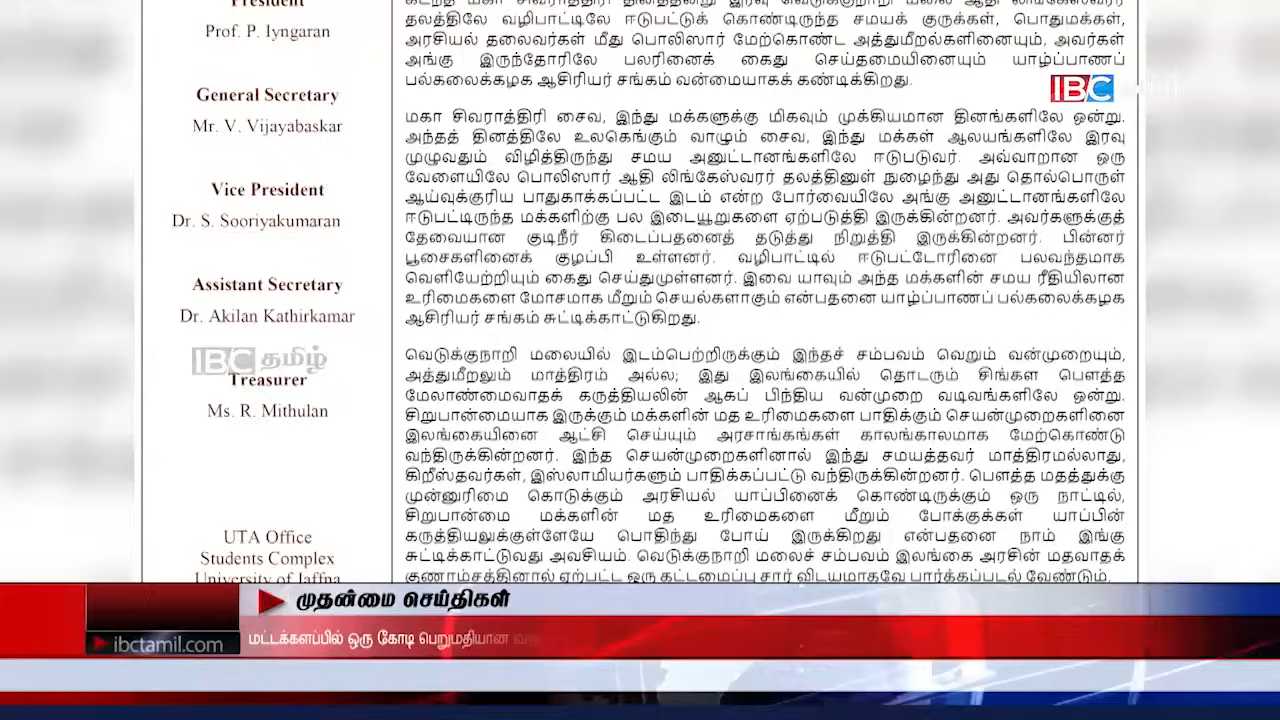 President
Prof. P. Iyngaran
General Secretary
Mr. V. Vijayabaskar
Vice President
Dr. S. Sooriyakumaran
Assistant Secretary
Dr. Akilan Kathirkamar
IBC தமிழ்
Treasurer
Ms. R. Mithulan
UTA Office
Students Complex
University of Jaffna
தலத்திலே வழிபாட்டிலே ஈடுபட்டுக் கொண்டிருந்த சமயக் குருக்கள், பொதுமக்கள்,
அரசியல் தலைவர்கள் மீது பொலிஸார் மேற்கொண்ட அத்துமீறல்களினையும், அவர்கள்
அங்கு இருந்தோரிலே பலரினைக் கைது செய்தமையினையும் யாழ்ப்பாணப்
பல்கலைக்கழக ஆசிரியர் சங்கம் வன்மையாகக் கண்டிக்கிறது.
IBC
மகா சிவராத்திரி சைவ, இந்து மக்களுக்கு மிகவும் முக்கியமான தினங்களிலே ஒன்று.
அந்தத் தினத்திலே உலகெங்கும் வாழும் சைவ, இந்து மக்கள் ஆலயங்களிலே இரவு
முழுவதும் விழித்திருந்து சமய அனுட்டானங்களிலே ஈடுபடுவர். அவ்வாறான ஒரு
வேளையிலே பொலிஸார் ஆதி லிங்கேஸ்வரர் தலத்தினுள் நுழைந்து அது தொல்பொருள்
ஆய்வுக்குரிய பாதுகாக்கப்பட்ட இடம் என்ற போர்வையிலே அங்கு அனுட்டானங்களிலே
ஈடுபட்டிருந்த மக்களிற்கு பல இடையூறுகளை ஏற்படுத்தி இருக்கின்றனர். அவர்களுக்குத்
தேவையான குடிநீர் கிடைப்பதனைத் தடுத்து நிறுத்தி இருக்கின்றனர். பின்னர்
பூசைகளினைக் குழப்பி உள்ளனர். வழிபாட்டில் ஈடுபட்டோரினை பலவந்தமாக
வெளியேற்றியும் கைது செய்துமுள்ளனர். இவை யாவும் அந்த மக்களின் சமய ரீதியிலான
உரிமைகளை மோசமாக மீறும் செயல்களாகும் என்பதனை யாழ்ப்பாணப் பல்கலைக்கழக
ஆசிரியர் சங்கம் சுட்டிக்காட்டுகிறது.
வெடுக்குநாறி மலையில் இடம்பெற்றிருக்கும் இந்தச் சம்பவம் வெறும் வன்முறையும்,
அத்துமீறலும் மாத்திரம் அல்ல; இது இலங்கையில் தொடரும் சிங்கள பௌத்த
மேலாண்மைவாதக் கருத்தியலின் ஆகப் பிந்திய வன்முறை வடிவங்களிலே ஒன்று.
சிறுபான்மையாக இருக்கும் மக்களின் மத உரிமைகளை பாதிக்கும் செயன்முறைகளினை
இலங்கையினை ஆட்சி செய்யும் அரசாங்கங்கள் காலங்காலமாக மேற்கொண்டு
வந்திருக்கின்றனர். இந்த செயன்முறைகளினால் இந்து சமயத்தவர் மாத்திரமல்லாது,
கிறீஸ்தவர்கள், இஸ்லாமியர்களும் பாதிக்கப்பட்டு வந்திருக்கின்றனர். பௌத்த மதத்துக்கு
முன்னுரிமை கொடுக்கும் அரசியல் யாப்பினைக் கொண்டிருக்கும் ஒரு நாட்டில்,
சிறுபான்மை மக்களின் மத உரிமைகளை மீறும் போக்குக்கள் யாப்பின்
கருத்தியலுக்குள்ளேயே பொதிந்து போய் இருக்கிறது என்பதனை நாம் இங்கு
சுட்டிக்காட்டுவது அவசியம். வெடுக்குநாறி மலைச் சம்பவம் இலங்கை அரசின் மதவாதக்
குணாம்சத்தினால் ஏற்பட்ட ஒரு கட்டமைப்பு சார் விடயமாகவே பார்க்கப்படல் வேண்டும்.
முதன்மை செய்திகள்
ibctamil.com
மட்டக்களப்பில் ஒரு கோடி பெறுமதியான